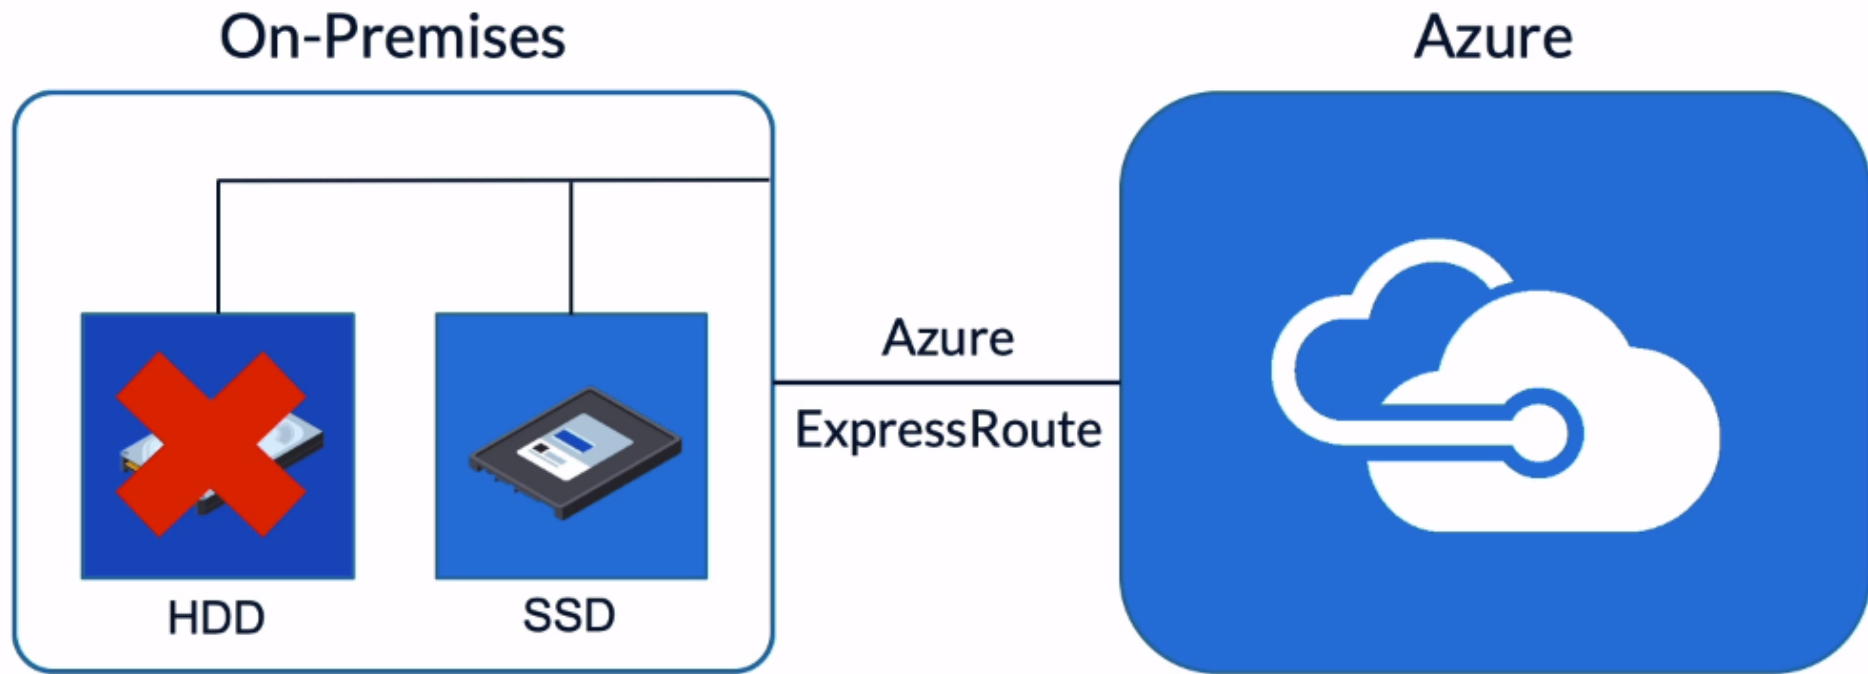 On-Premises
Azure
Azure
ExpressRoute
HDD
SSD